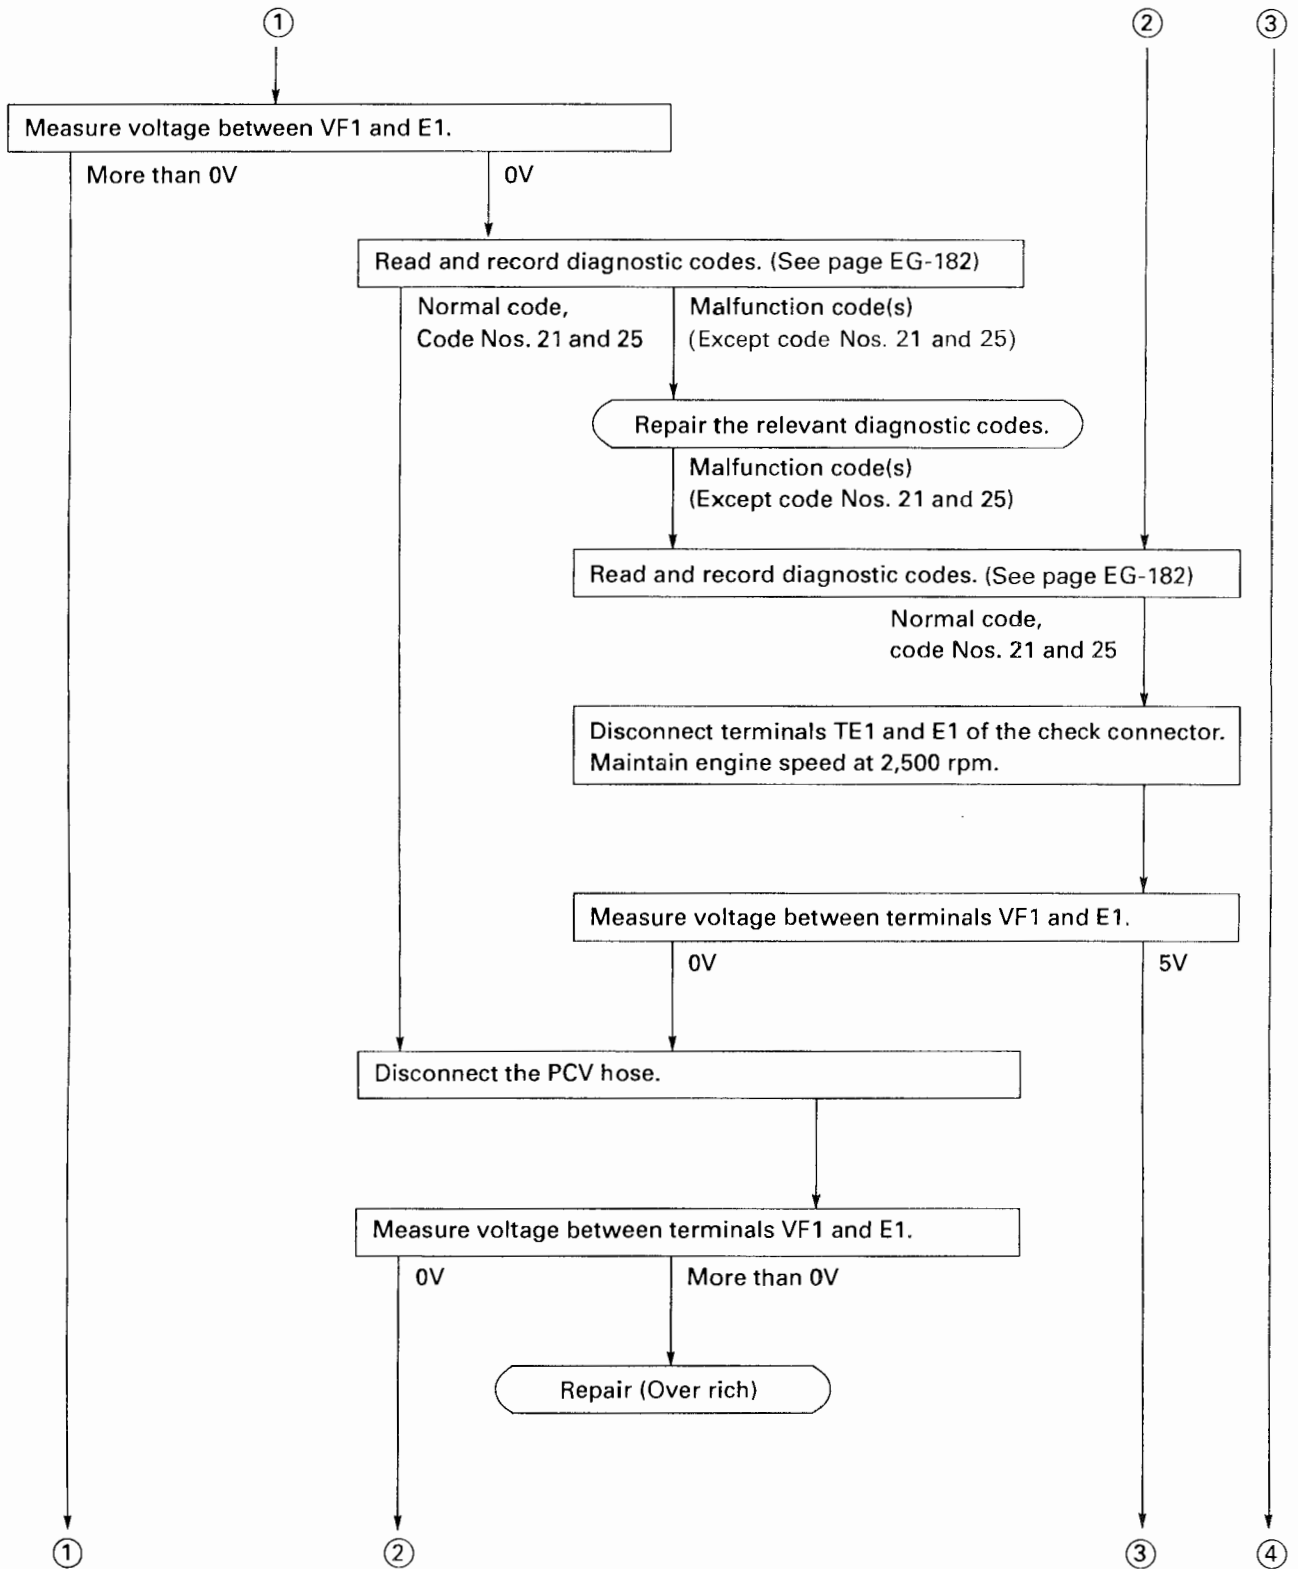 ① ② ③
Measure voltage between VF1 and E1.
More than 0V
0V
Read and record diagnostic codes. (See page EG-182)
Normal code,
Code Nos. 21 and 25
Malfunction code(s)
(Except code Nos. 21 and 25)
Repair the relevant diagnostic codes.
Malfunction code(s)
(Except code Nos. 21 and 25)
Read and record diagnostic codes. (See page EG-182)
Normal code,
code Nos. 21 and 25
Disconnect terminals TE1 and E1 of the check connector.
Maintain engine speed at 2,500 rpm.
Measure voltage between terminals VF1 and E1.
0V
5V
Disconnect the PCV hose.
Measure voltage between terminals VF1 and E1.
0V
More than 0V
Repair (Over rich)
① ② ③ ④